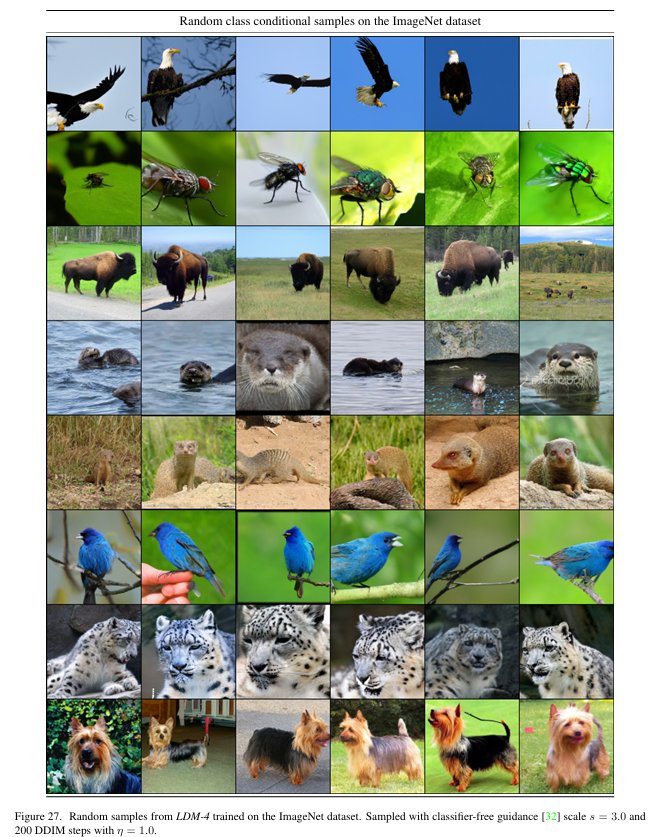 Random class conditional samples on the ImageNet dataset
Figure 27. Random samples from LDM-4 trained on the ImageNet dataset. Sampled with classifier-free guidance [32] scale s = 3.0 and
200 DDIM steps with η = 1.0.